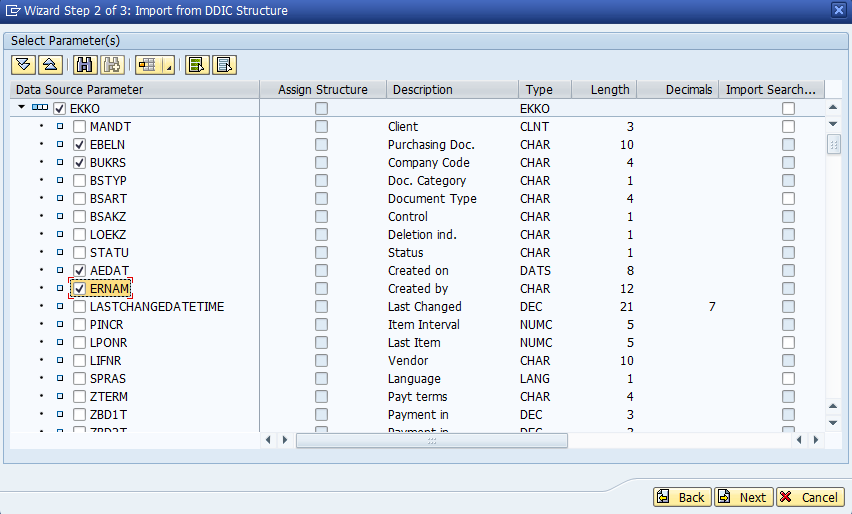 Wizard Step 2 of 3: Import from DDIC Structure
Select Parameter(s)
Data Source Parameter Assign Structure Description Type Length Decimals Import Search...
EKKO EKKO
MANDT Client CLNT 3
EBELN Purchasing Doc. CHAR 10
BUKRS Company Code CHAR 4
BSTYP Doc. Category CHAR 1
BSART Document Type CHAR 4
BSAKZ Control CHAR 1
LOEKZ Deletion ind. CHAR 1
STATU Status CHAR 1
AEDAT Created on DATS 8
ERNAM Created by CHAR 12
LASTCHANGEDATETIME Last Changed DEC 21 7
PINCR Item Interval NUMC 5
LPONR Last Item NUMC 5
LIFNR Vendor CHAR 10
SPRAS Language LANG 1
ZTERM Payt terms CHAR 4
ZBD1T Payment in DEC 3
ZBD2T Payment in DEC 3
Back Next Cancel